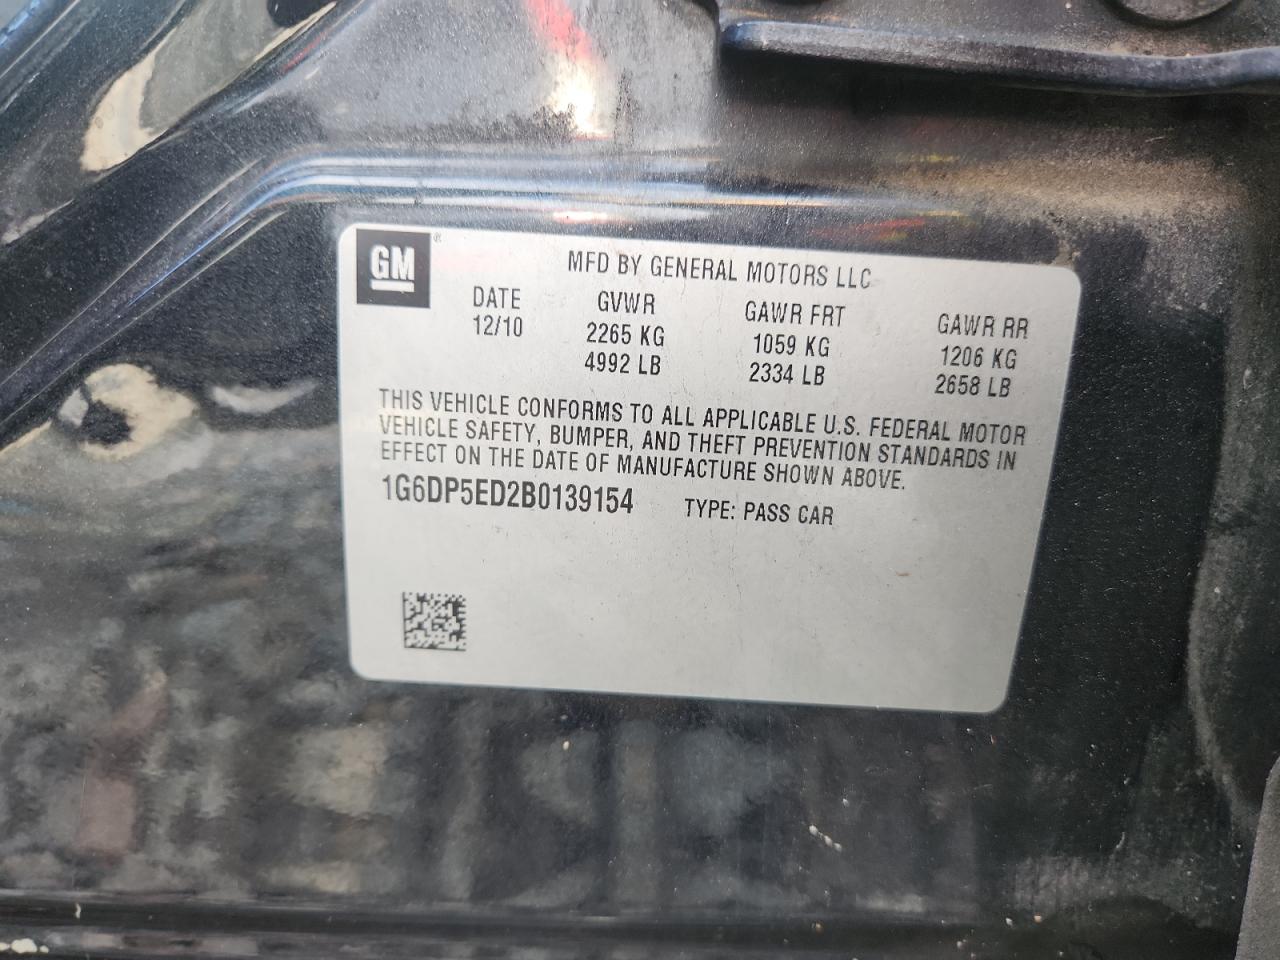 GM ®
MFD BY GENERAL MOTORS LLC
DATE GVWR GAWR FRT GAWR RR
12/10 2265 KG 1059 KG 1206 KG
4992 LB 2334 LB 2658 LB
THIS VEHICLE CONFORMS TO ALL APPLICABLE U.S. FEDERAL MOTOR
VEHICLE SAFETY, BUMPER, AND THEFT PREVENTION STANDARDS IN
EFFECT ON THE DATE OF MANUFACTURE SHOWN ABOVE.
1G6DP5ED2B0139154 TYPE: PASS CAR